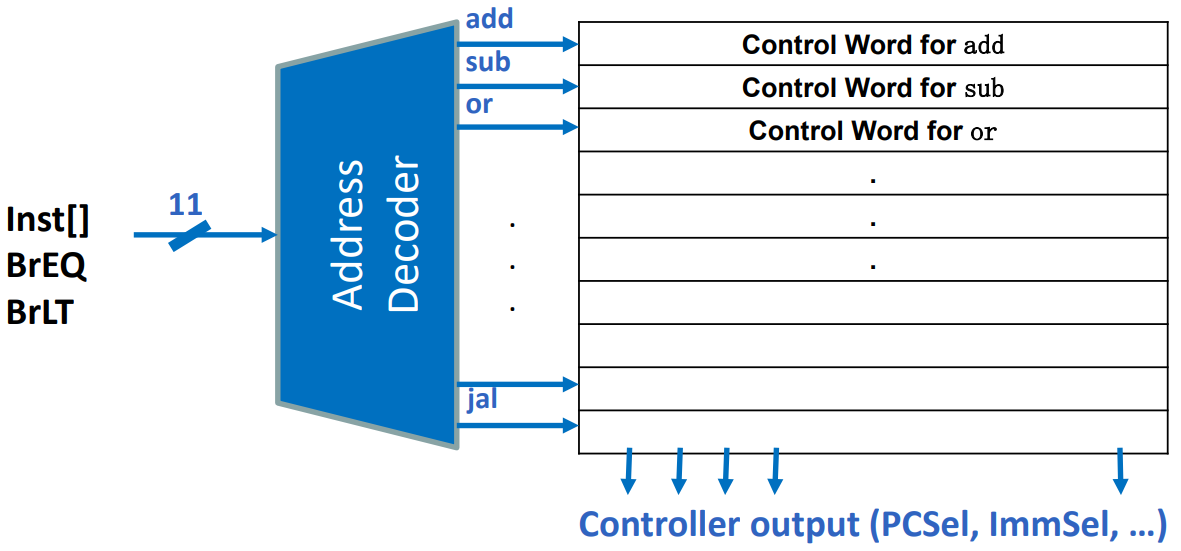 add
Control Word for add
sub
Control Word for sub
or
Control Word for or
Address
Decoder
11
Inst[]
BrEQ
BrLT
.
.
.
.
.
.
jal
Controller output (PCSel, ImmSel, …)